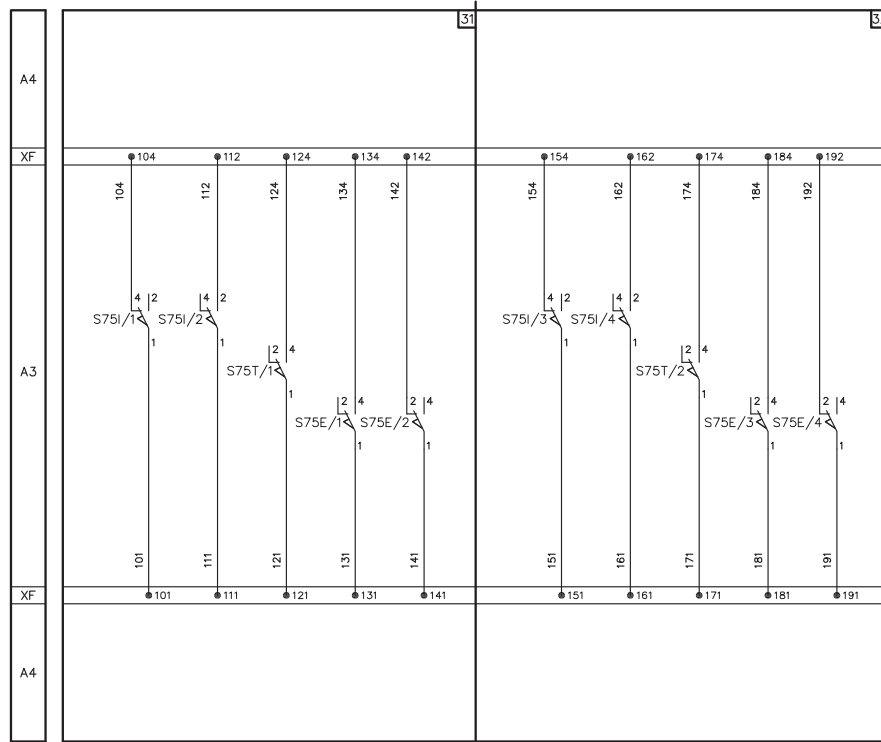 31
3
A4
XF
104 112 124 134 142 154 162 174 184 192
104 112 124 134 142 154 162 174 184 192
4 2 4 2 4 2 4 2
S75I/1 S75I/2 S75I/3 S75I/4
1 1 1 1
2 4 2 4
A3
S75T/1 S75T/2
1 1
2 4 2 4 2 4 2 4
S75E/1 S75E/2 S75E/3 S75E/4
1 1 1 1
101 111 121 131 141 151 161 171 181 191
XF
101 111 121 131 141 151 161 171 181 191
A4